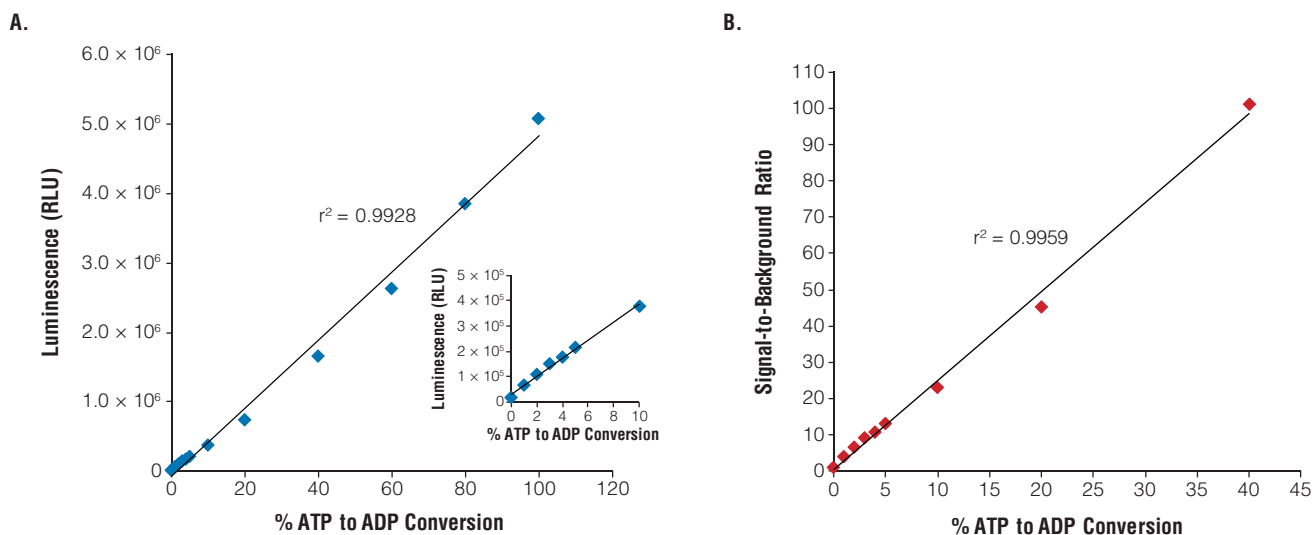 A.
6.0 × 10⁶
5.0 × 10⁶
4.0 × 10⁶
3.0 × 10⁶
2.0 × 10⁶
1.0 × 10⁶
0
Luminescence (RLU)
r² = 0.9928
0 20 40 60 80 100 120
% ATP to ADP Conversion
5 × 10⁵
4 × 10⁵
3 × 10⁵
2 × 10⁵
1 × 10⁵
0
Luminescence (RLU)
0 2 4 6 8 10
% ATP to ADP Conversion
B.
110
100
90
80
70
60
50
40
30
20
10
0
Signal-to-Background Ratio
r² = 0.9959
0 5 10 15 20 25 30 35 40 45
% ATP to ADP Conversion